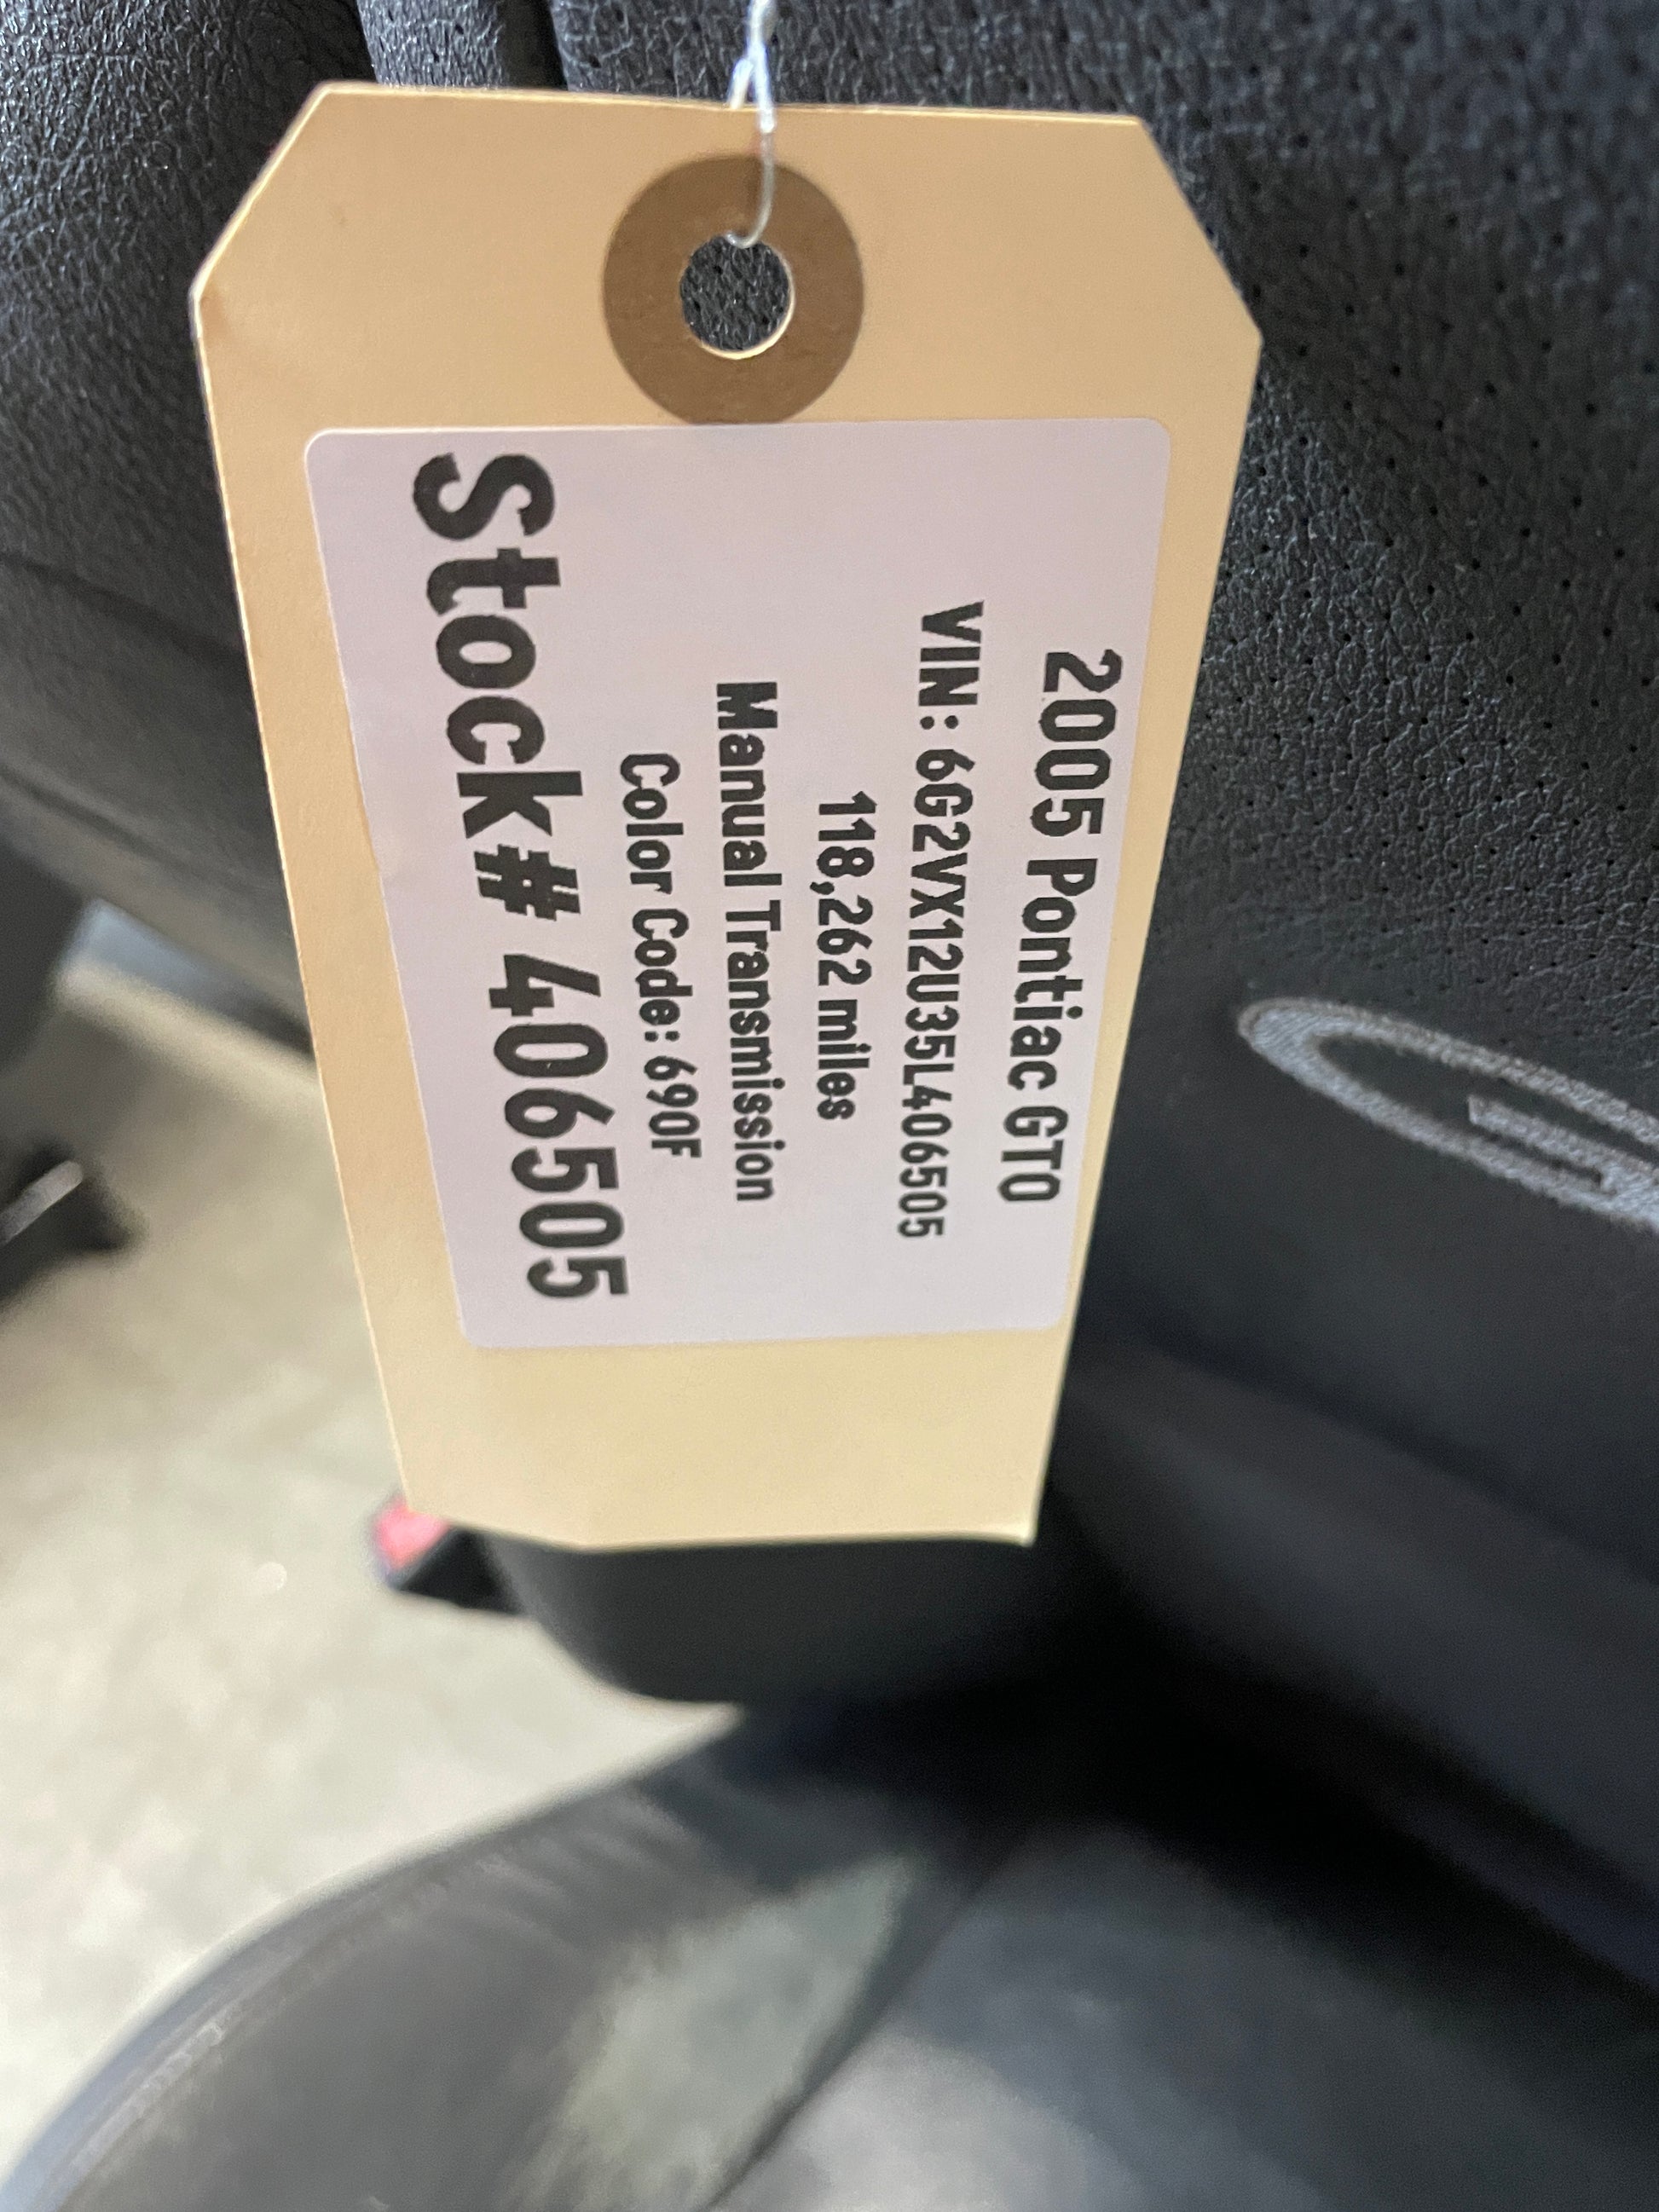 2005 Pontiac GTO
VIN: 6G2VX12U35L406505
118,262 miles
Manual Transmission
Color Code: 690F
Stock# 406505